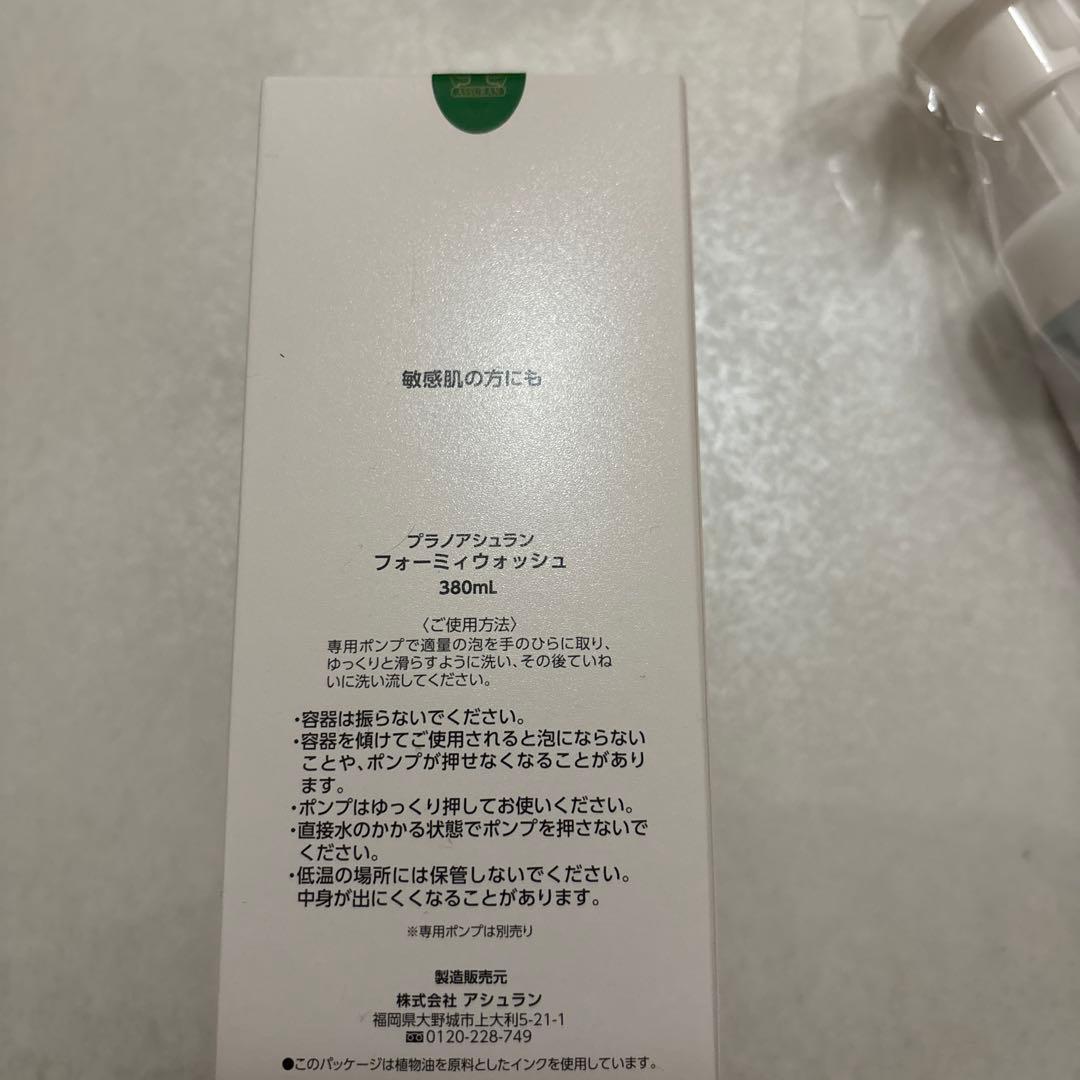 ASSURAN
敏感肌の方にも
プラノアシュラン
フォーミィウォッシュ
380mL
〈ご使用方法〉
専用ポンプで適量の泡を手のひらに取り、
ゆっくりと滑らすように洗い、その後ていね
いに洗い流してください。
・容器は振らないでください。
・容器を傾けてご使用されると泡にならない
ことや、ポンプが押せなくなることがあり
ます。
・ポンプはゆっくり押してお使いください。
・直接水のかかる状態でポンプを押さないで
ください。
・低温の場所には保管しないでください。
中身が出にくくなることがあります。
※専用ポンプは別売り
製造販売元
株式会社 アシュラン
福岡県大野城市上大利5-21-1
0120-228-749
●このパッケージは植物油を原料としたインクを使用しています。